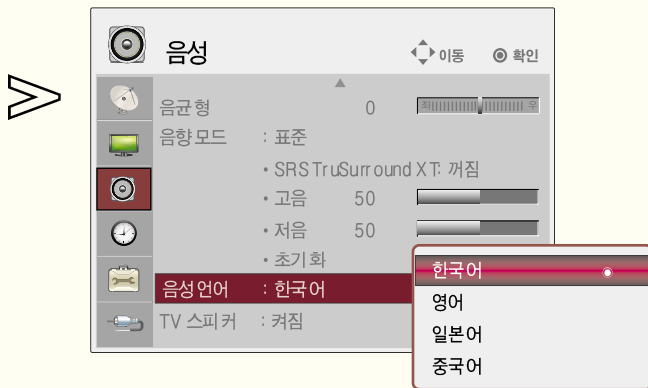 음성 이동 확인
음균형 0 좌 우
음향모드 : 표준
• SRS TruSurround XT: 꺼짐
• 고음 50
• 저음 50
• 초기화
음성언어 : 한국어
TV 스피커 : 켜짐
한국어
영어
일본어
중국어